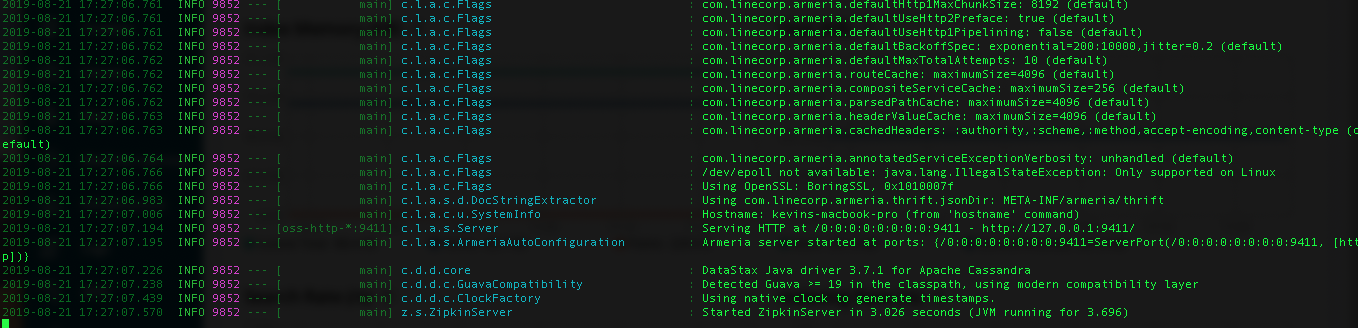 2019-08-21 17:27:06.761  INFO 9852 --- [           main] c.l.a.c.Flags                            : com.linecorp.armeria.defaultHttp1MaxChunkSize: 8192 (default)
2019-08-21 17:27:06.761  INFO 9852 --- [           main] c.l.a.c.Flags                            : com.linecorp.armeria.defaultUseHttp2Preface: true (default)
2019-08-21 17:27:06.761  INFO 9852 --- [           main] c.l.a.c.Flags                            : com.linecorp.armeria.defaultUseHttp1Pipelining: false (default)
2019-08-21 17:27:06.762  INFO 9852 --- [           main] c.l.a.c.Flags                            : com.linecorp.armeria.defaultBackoffSpec: exponential=200:10000,jitter=0.2 (default)
2019-08-21 17:27:06.762  INFO 9852 --- [           main] c.l.a.c.Flags                            : com.linecorp.armeria.defaultMaxTotalAttempts: 10 (default)
2019-08-21 17:27:06.762  INFO 9852 --- [           main] c.l.a.c.Flags                            : com.linecorp.armeria.routeCache: maximumSize=4096 (default)
2019-08-21 17:27:06.762  INFO 9852 --- [           main] c.l.a.c.Flags                            : com.linecorp.armeria.compositeServiceCache: maximumSize=256 (default)
2019-08-21 17:27:06.762  INFO 9852 --- [           main] c.l.a.c.Flags                            : com.linecorp.armeria.parsedPathCache: maximumSize=4096 (default)
2019-08-21 17:27:06.763  INFO 9852 --- [           main] c.l.a.c.Flags                            : com.linecorp.armeria.headerValueCache: maximumSize=4096 (default)
2019-08-21 17:27:06.763  INFO 9852 --- [           main] c.l.a.c.Flags                            : com.linecorp.armeria.cachedHeaders: :authority,:scheme,:method,accept-encoding,content-type (d
efault)
2019-08-21 17:27:06.764  INFO 9852 --- [           main] c.l.a.c.Flags                            : com.linecorp.armeria.annotatedServiceExceptionVerbosity: unhandled (default)
2019-08-21 17:27:06.766  INFO 9852 --- [           main] c.l.a.c.Flags                            : /dev/epoll not available: java.lang.IllegalStateException: Only supported on Linux
2019-08-21 17:27:06.766  INFO 9852 --- [           main] c.l.a.c.Flags                            : Using OpenSSL: BoringSSL, 0x1010007f
2019-08-21 17:27:06.983  INFO 9852 --- [           main] c.l.a.s.d.DocStringExtractor             : Using com.linecorp.armeria.thrift.jsonDir: META-INF/armeria/thrift
2019-08-21 17:27:07.006  INFO 9852 --- [           main] c.l.a.c.u.SystemInfo                     : Hostname: kevins-macbook-pro (from 'hostname' command)
2019-08-21 17:27:07.194  INFO 9852 --- [oss-http-*:9411] c.l.a.s.Server                           : Serving HTTP at /0:0:0:0:0:0:0:0:9411 - http://127.0.0.1:9411/
2019-08-21 17:27:07.195  INFO 9852 --- [           main] c.l.a.s.ArmeriaAutoConfiguration         : Armeria server started at ports: {/0:0:0:0:0:0:0:0:9411=ServerPort(/0:0:0:0:0:0:0:0:9411, [htt
p])}
2019-08-21 17:27:07.226  INFO 9852 --- [           main] c.d.d.core                               : DataStax Java driver 3.7.1 for Apache Cassandra
2019-08-21 17:27:07.238  INFO 9852 --- [           main] c.d.d.c.GuavaCompatibility               : Detected Guava >= 19 in the classpath, using modern compatibility layer
2019-08-21 17:27:07.439  INFO 9852 --- [           main] c.d.d.c.ClockFactory                     : Using native clock to generate timestamps.
2019-08-21 17:27:07.570  INFO 9852 --- [           main] z.s.ZipkinServer                         : Started ZipkinServer in 3.026 seconds (JVM running for 3.696)